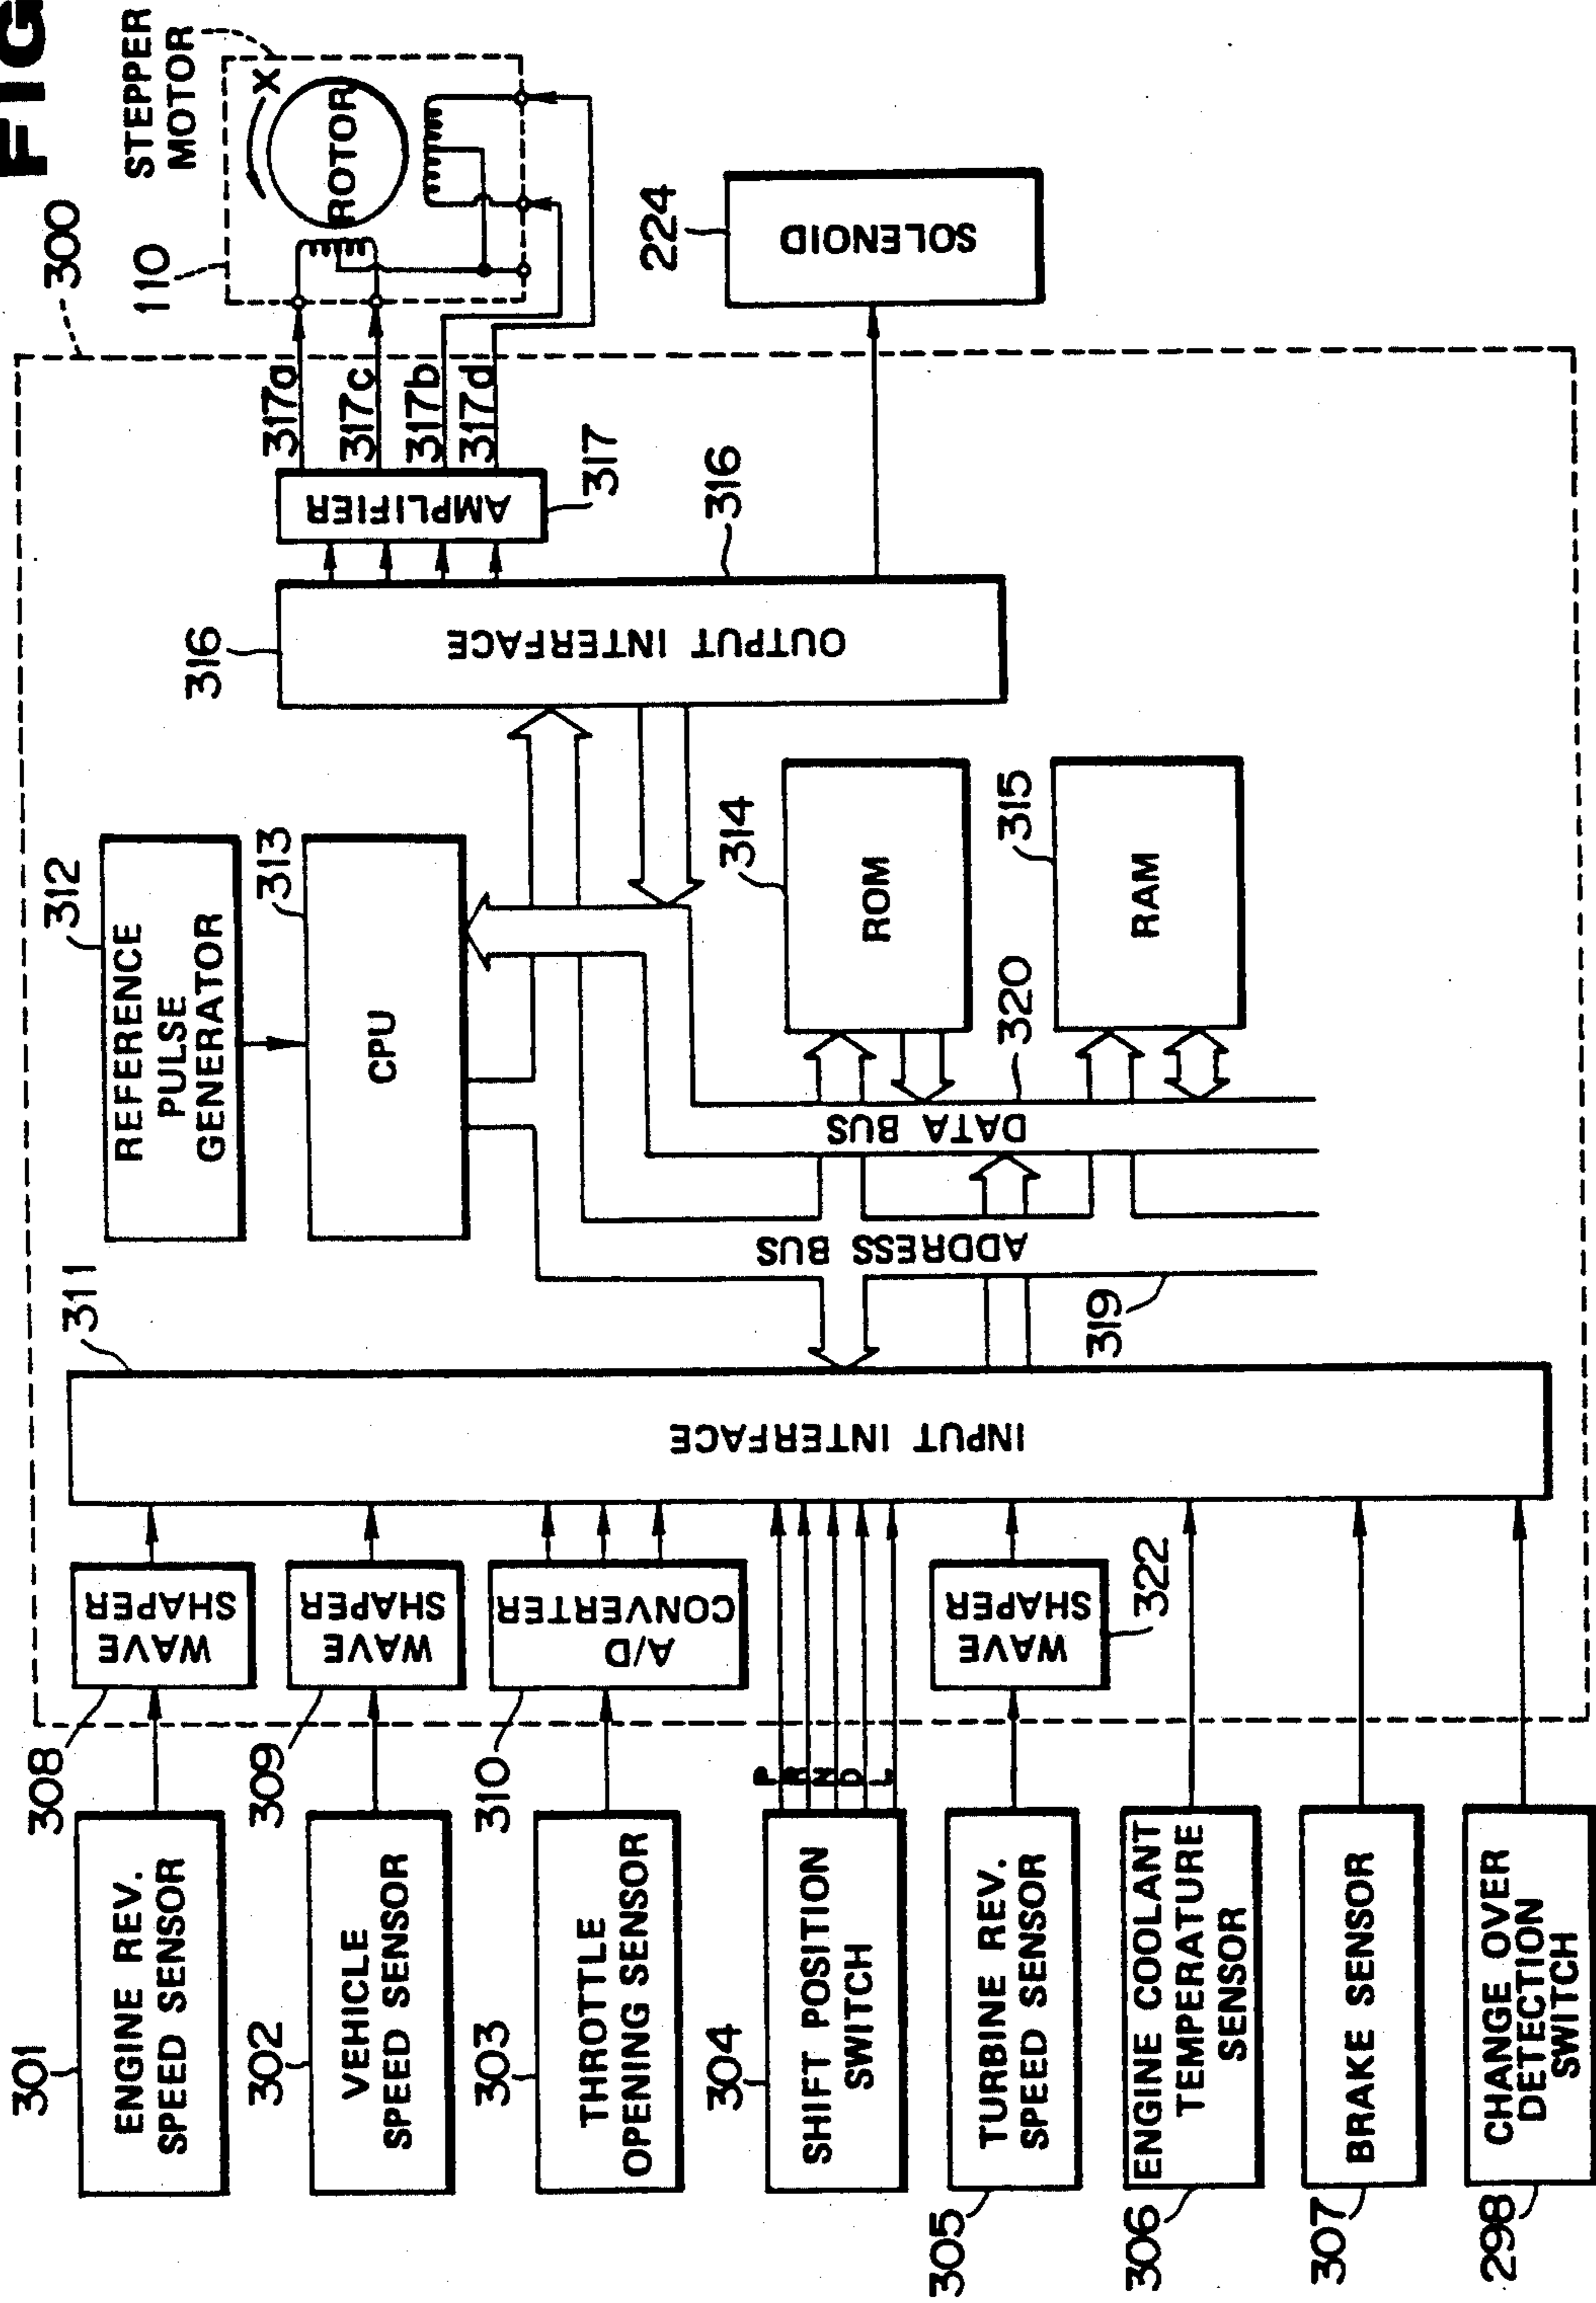 FIG
301
ENGINE REV.
SPEED SENSOR
302
VEHICLE
SPEED SENSOR
303
THROTTLE
OPENING SENSOR
304
SHIFT POSITION
SWITCH
305
TURBINE REV.
SPEED SENSOR
306
ENGINE COOLANT
TEMPERATURE
SENSOR
307
BRAKE SENSOR
298
CHANGE OVER
DETECTION
SWITCH
308
WAVE
SHAPER
309
WAVE
SHAPER
310
A/D
CONVERTER
P
R
N
D
L
WAVE
SHAPER
322
311
INPUT INTERFACE
312
REFERENCE
PULSE
GENERATOR
313
CPU
ADDRESS BUS
319
DATA BUS
320
314
ROM
315
RAM
316
OUTPUT INTERFACE
316
AMPLIFIER
317
317a
317c
317b
317d
300
110
STEPPER
MOTOR
X
ROTOR
224
SOLENOID